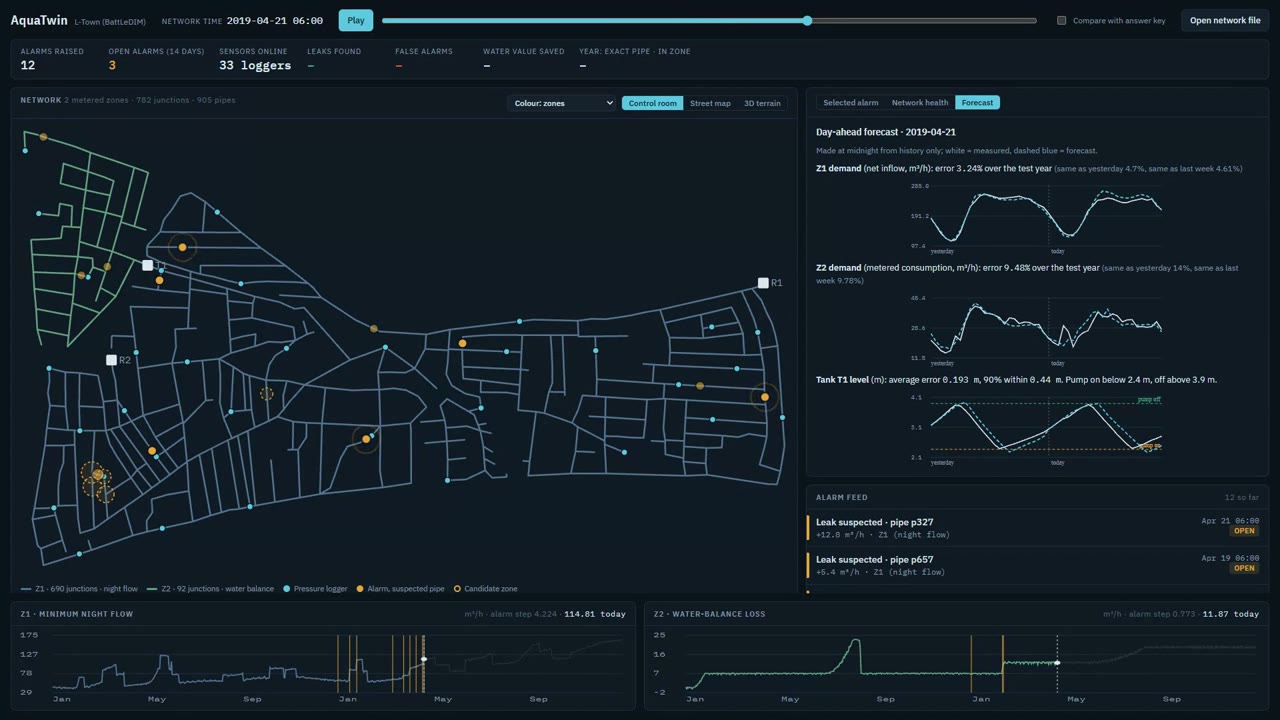 AquaTwin L-Town (BattLeDIM) NETWORK TIME 2019-04-21 06:00 Play Compare with answer key Open network file
ALARMS RAISED OPEN ALARMS (14 DAYS) SENSORS ONLINE LEAKS FOUND FALSE ALARMS WATER VALUE SAVED YEAR: EXACT PIPE · IN ZONE
12 3 33 loggers – – – –
NETWORK 2 metered zones · 782 junctions · 905 pipes Colour: zones Control room Street map 3D terrain
R1
R2
Z1 · 690 junctions · night flow Z2 · 92 junctions · water balance Pressure logger Alarm, suspected pipe Candidate zone
Selected alarm Network health Forecast
Day-ahead forecast · 2019-04-21
Made at midnight from history only; white = measured, dashed blue = forecast.
Z1 demand (net inflow, m³/h): error 3.24% over the test year (same as yesterday 4.7%, same as last week 4.61%)
288.0
191.2
97.4
yesterday today
Z2 demand (metered consumption, m³/h): error 9.48% over the test year (same as yesterday 14%, same as last
week 9.78%)
48.4
28.6
11.8
yesterday today
Tank T1 level (m): average error 0.193 m, 90% within 0.44 m. Pump on below 2.4 m, off above 3.9 m.
4.5
pump off
3.5
2.5
yesterday today
ALARM FEED 12 so far
Leak suspected · pipe p327 Apr 21 06:00
+12.8 m³/h · Z1 (night flow) OPEN
Leak suspected · pipe p657 Apr 19 06:00
+5.4 m³/h · Z1 (night flow) OPEN
Z1 · MINIMUM NIGHT FLOW m³/h · alarm step 4.224 · 114.81 today
175
126
78
29
Jan May Sep Jan May Sep
Z2 · WATER-BALANCE LOSS m³/h · alarm step 0.773 · 11.87 today
25
16
7
-2
Jan May Sep Jan May Sep